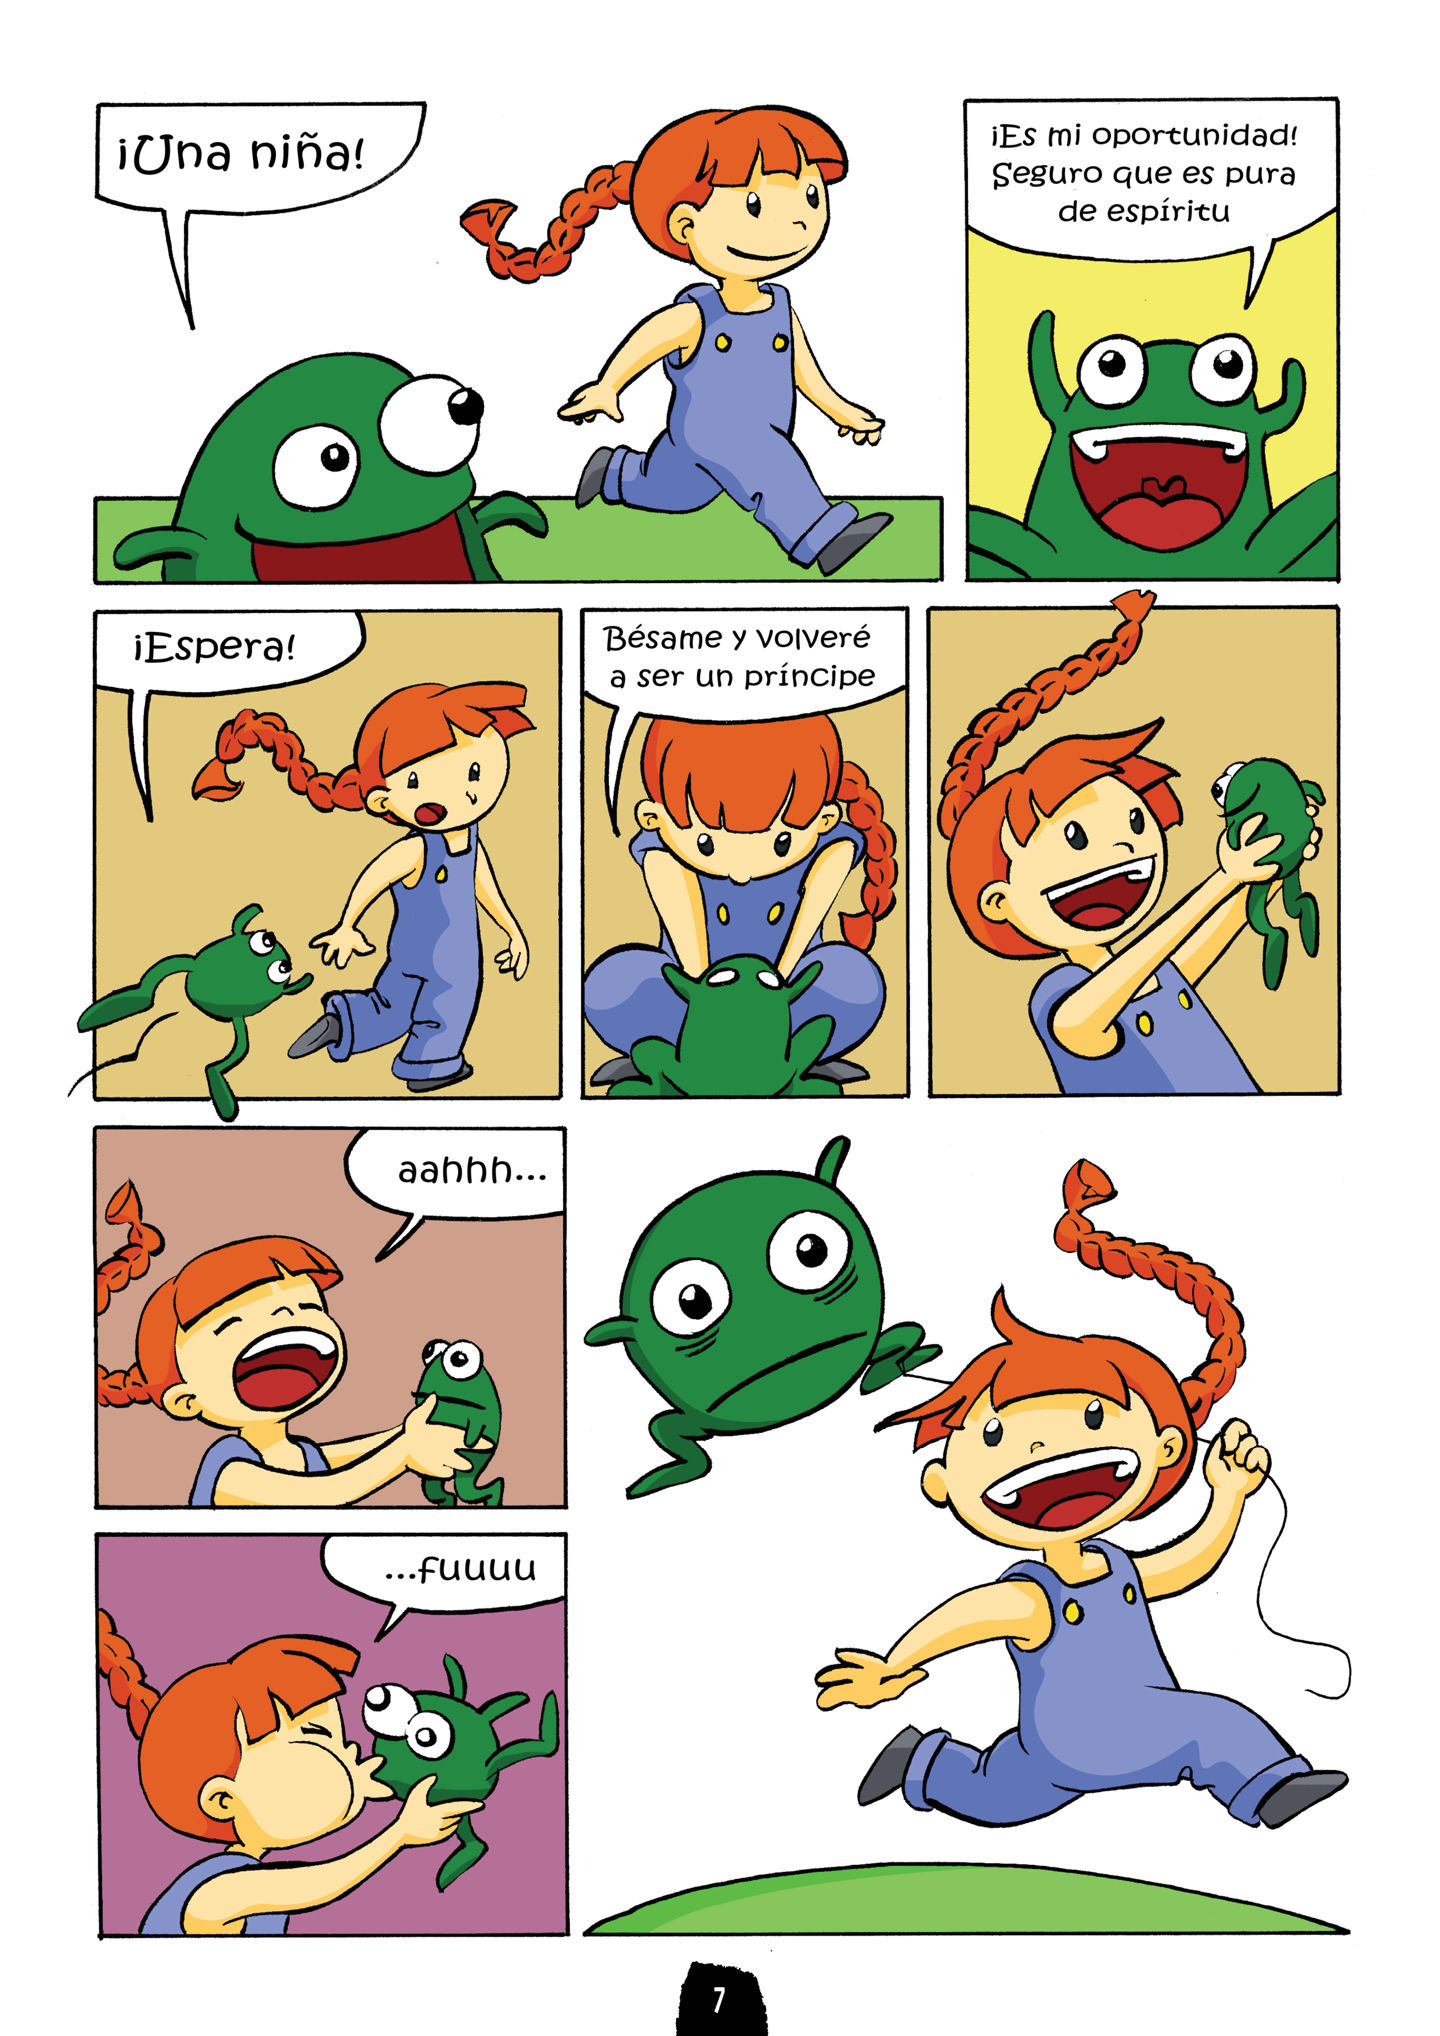 ¡Una niña!
¡Es mi oportunidad!
Seguro que es pura
de espíritu
¡Espera!
Bésame y volveré
a ser un príncipe
aahhh...
...fuuuu
7